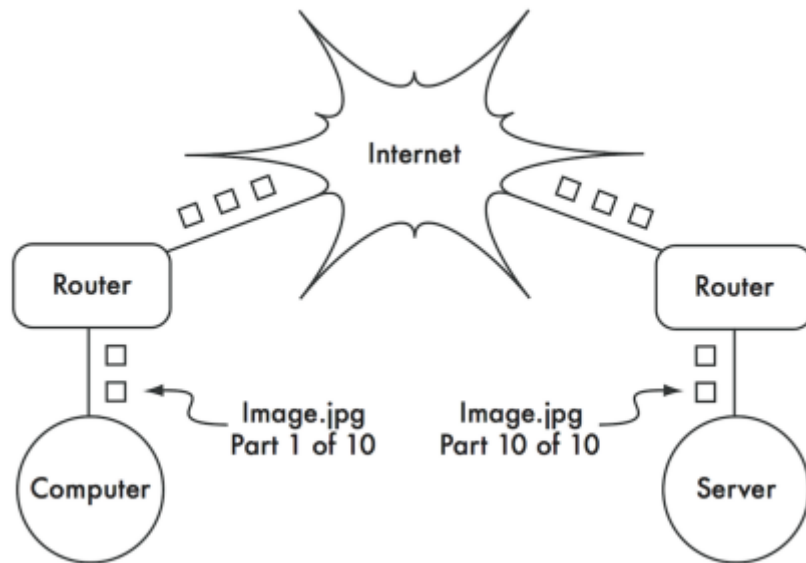 Internet
Router
Router
Image.jpg
Part 1 of 10
Image.jpg
Part 10 of 10
Computer
Server